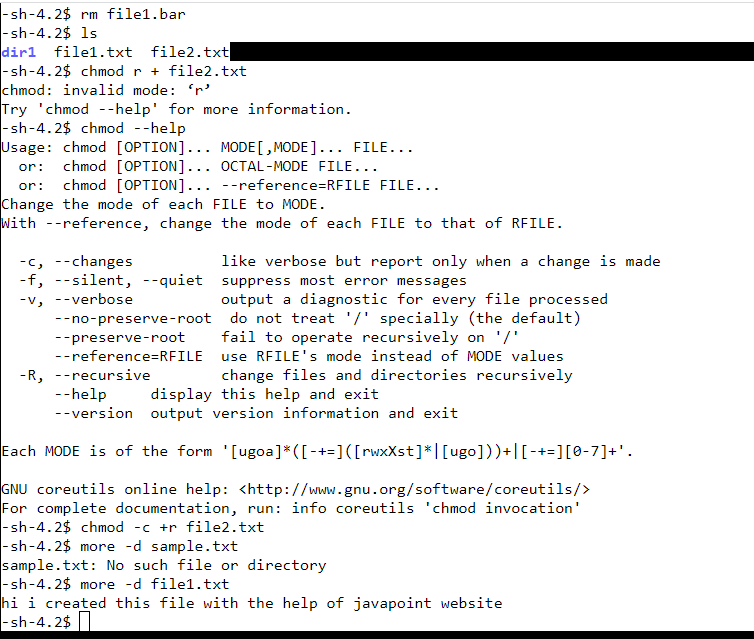 -sh-4.2$ rm file1.bar
-sh-4.2$ ls
dir1  file1.txt  file2.txt
-sh-4.2$ chmod r + file2.txt
chmod: invalid mode: ‘r’
Try 'chmod --help' for more information.
-sh-4.2$ chmod --help
Usage: chmod [OPTION]... MODE[,MODE]... FILE...
  or:  chmod [OPTION]... OCTAL-MODE FILE...
  or:  chmod [OPTION]... --reference=RFILE FILE...
Change the mode of each FILE to MODE.
With --reference, change the mode of each FILE to that of RFILE.

  -c, --changes          like verbose but report only when a change is made
  -f, --silent, --quiet  suppress most error messages
  -v, --verbose          output a diagnostic for every file processed
      --no-preserve-root  do not treat '/' specially (the default)
      --preserve-root    fail to operate recursively on '/'
      --reference=RFILE  use RFILE's mode instead of MODE values
  -R, --recursive        change files and directories recursively
      --help     display this help and exit
      --version  output version information and exit

Each MODE is of the form '[ugoa]*([-+=]([rwxXst]*|[ugo]))+|[-+=][0-7]+'.

GNU coreutils online help: <http://www.gnu.org/software/coreutils/>
For complete documentation, run: info coreutils 'chmod invocation'
-sh-4.2$ chmod -c +r file2.txt
-sh-4.2$ more -d sample.txt
sample.txt: No such file or directory
-sh-4.2$ more -d file1.txt
hi i created this file with the help of javapoint website
-sh-4.2$